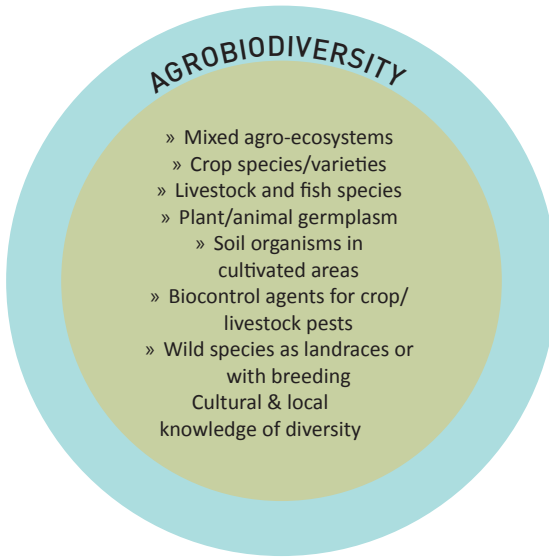 AGROBIODIVERSITY
» Mixed agro-ecosystems
» Crop species/varieties
» Livestock and fish species
» Plant/animal germplasm
» Soil organisms in
cultivated areas
» Biocontrol agents for crop/
livestock pests
» Wild species as landraces or
with breeding
Cultural & local
knowledge of diversity